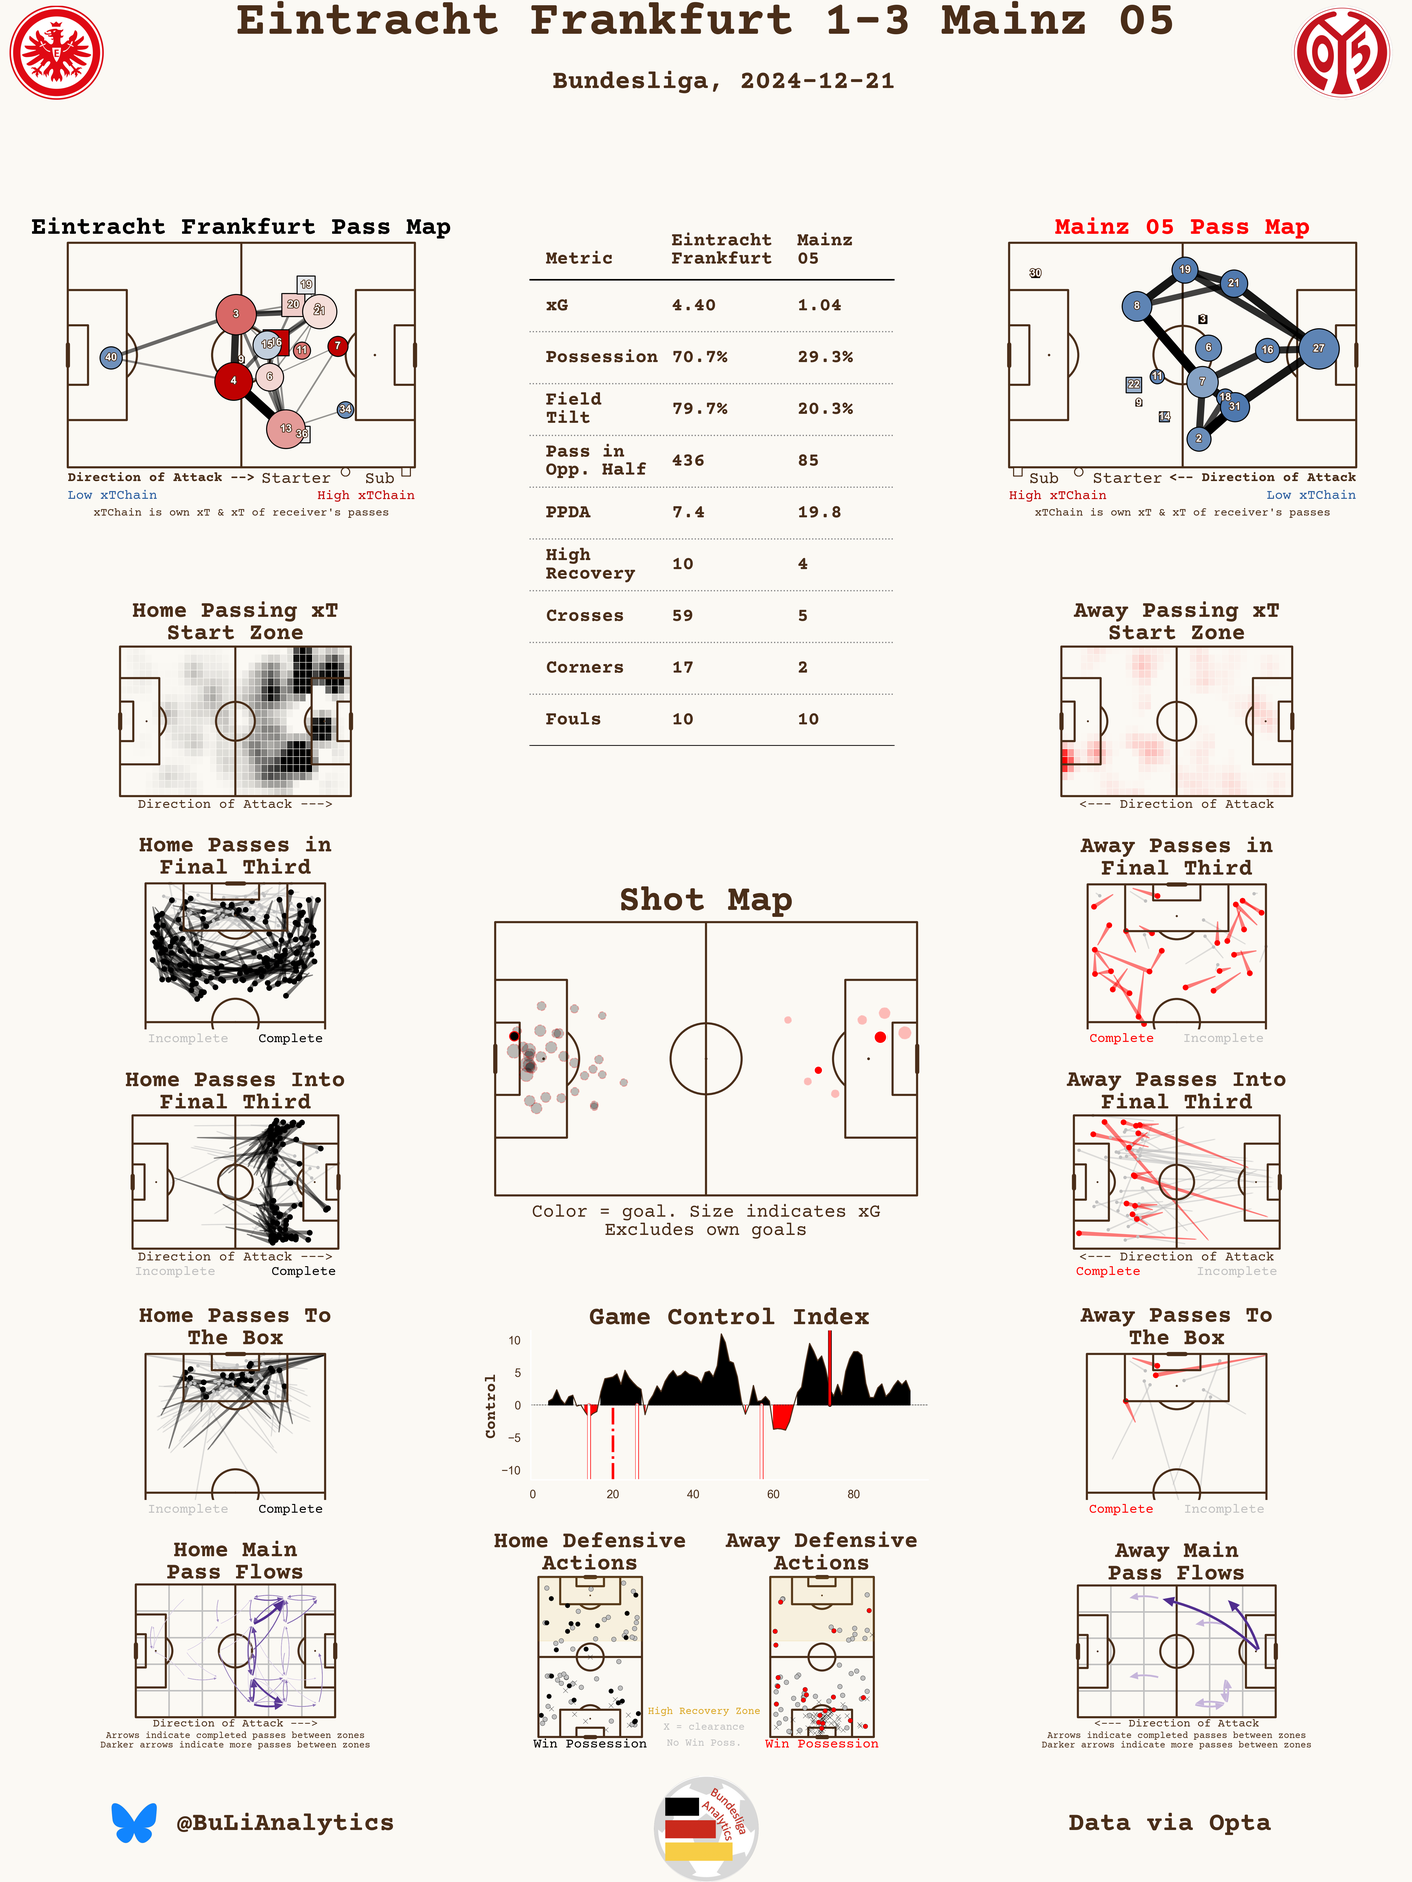 Eintracht Frankfurt 1-3 Mainz 05
Bundesliga, 2024-12-21
Eintracht Frankfurt Pass Map
40
3
4
9
15
16
6
13
36
19
20
21
11
7
34
Direction of Attack --> Starter Sub
Low xTChain High xTChain
xTChain is own xT & xT of receiver's passes
Metric Eintracht Frankfurt Mainz 05
xG 4.40 1.04
Possession 70.7% 29.3%
Field Tilt 79.7% 20.3%
Pass in Opp. Half 436 85
PPDA 7.4 19.8
High Recovery 10 4
Crosses 59 5
Corners 17 2
Fouls 10 10
Mainz 05 Pass Map
30
19
21
8
3
6
16
27
11
22
7
9
14
18
31
2
Sub Starter <-- Direction of Attack
High xTChain Low xTChain
xTChain is own xT & xT of receiver's passes
Home Passing xT
Start Zone
Direction of Attack --->
Away Passing xT
Start Zone
<--- Direction of Attack
Home Passes in
Final Third
Incomplete Complete
Away Passes in
Final Third
Complete Incomplete
Shot Map
Color = goal. Size indicates xG
Excludes own goals
Home Passes Into
Final Third
Direction of Attack --->
Incomplete Complete
Away Passes Into
Final Third
<--- Direction of Attack
Complete Incomplete
Home Passes To
The Box
Incomplete Complete
Game Control Index
Control
10
5
0
−5
−10
0 20 40 60 80
Away Passes To
The Box
Complete Incomplete
Home Main
Pass Flows
Direction of Attack --->
Arrows indicate completed passes between zones
Darker arrows indicate more passes between zones
Home Defensive
Actions
Win Possession
High Recovery Zone
X = clearance
No Win Poss.
Away Defensive
Actions
Win Possession
Away Main
Pass Flows
<--- Direction of Attack
Arrows indicate completed passes between zones
Darker arrows indicate more passes between zones
@BuLiAnalytics
Bundesliga
Analytics
Data via Opta